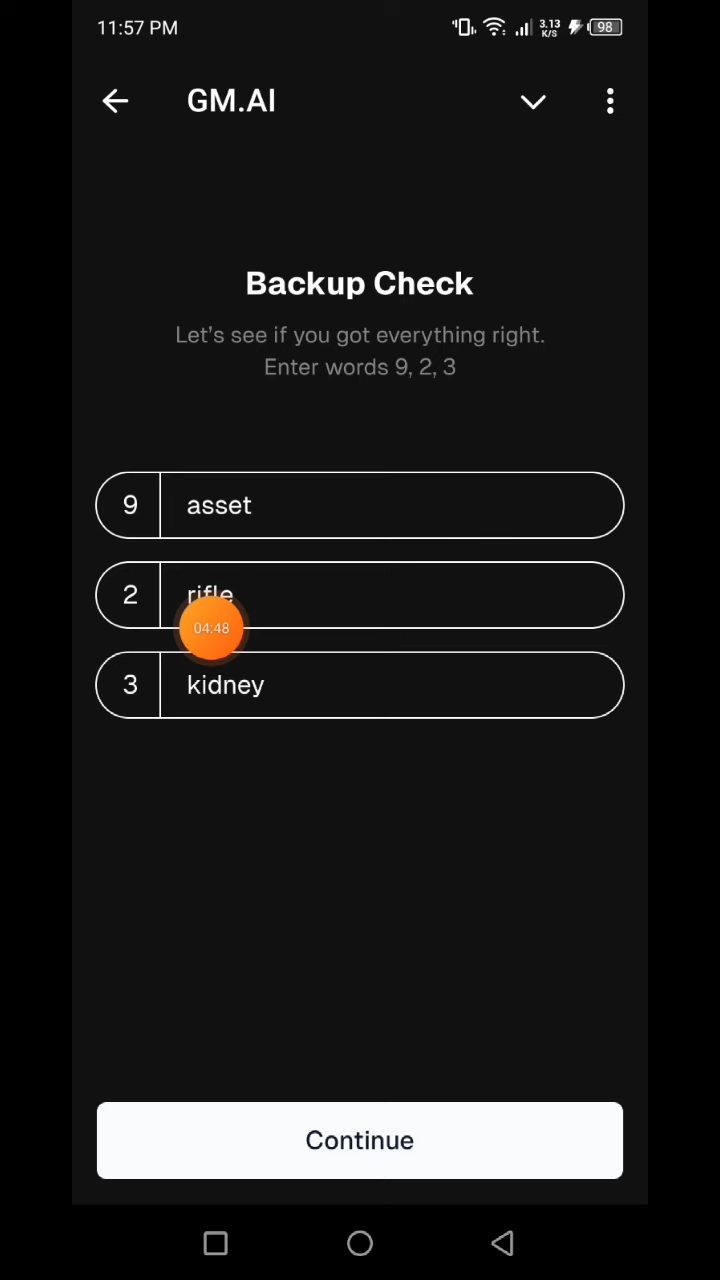 11:57 PM 3.13 K/S 98
GM.AI
Backup Check
Let's see if you got everything right.
Enter words 9, 2, 3
9 asset
2 rifle
04:48
3 kidney
Continue